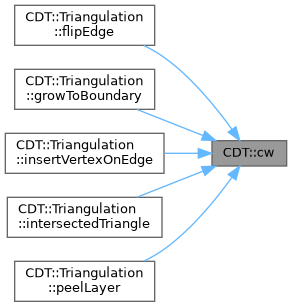 CDT::Triangulation
::flipEdge
CDT::Triangulation
::growToBoundary
CDT::cw
CDT::Triangulation
::insertVertexOnEdge
CDT::Triangulation
::intersectedTriangle
CDT::Triangulation
::peelLayer